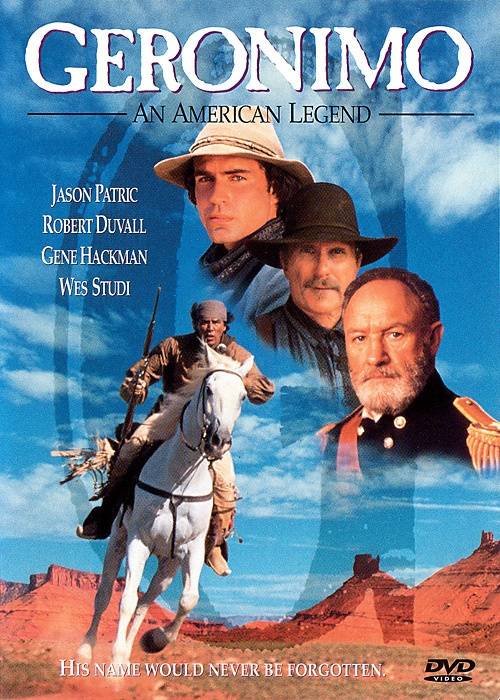 GERONIMO
AN AMERICAN LEGEND
JASON PATRIC
ROBERT DUVALL
GENE HACKMAN
WES STUDI
HIS NAME WOULD NEVER BE FORGOTTEN.
DVD
VIDEO